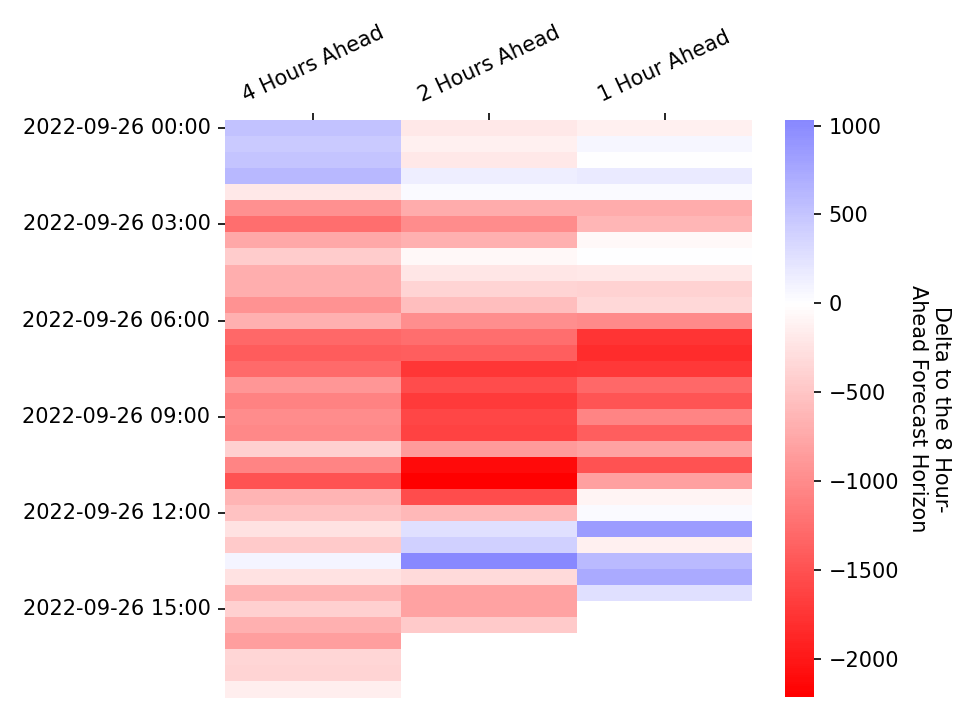 4 Hours Ahead
2 Hours Ahead
1 Hour Ahead
2022-09-26 00:00
2022-09-26 03:00
2022-09-26 06:00
2022-09-26 09:00
2022-09-26 12:00
2022-09-26 15:00
1000
500
0
−500
−1000
−1500
−2000
Delta to the 8 Hour-
Ahead Forecast Horizon